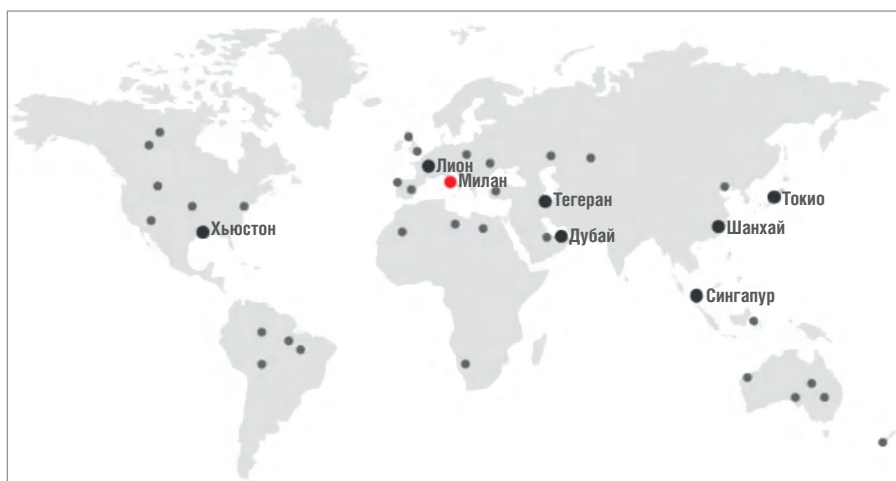 Лион
Милан
Тегеран
Токио
Хьюстон
Шанхай
Дубай
Сингапур